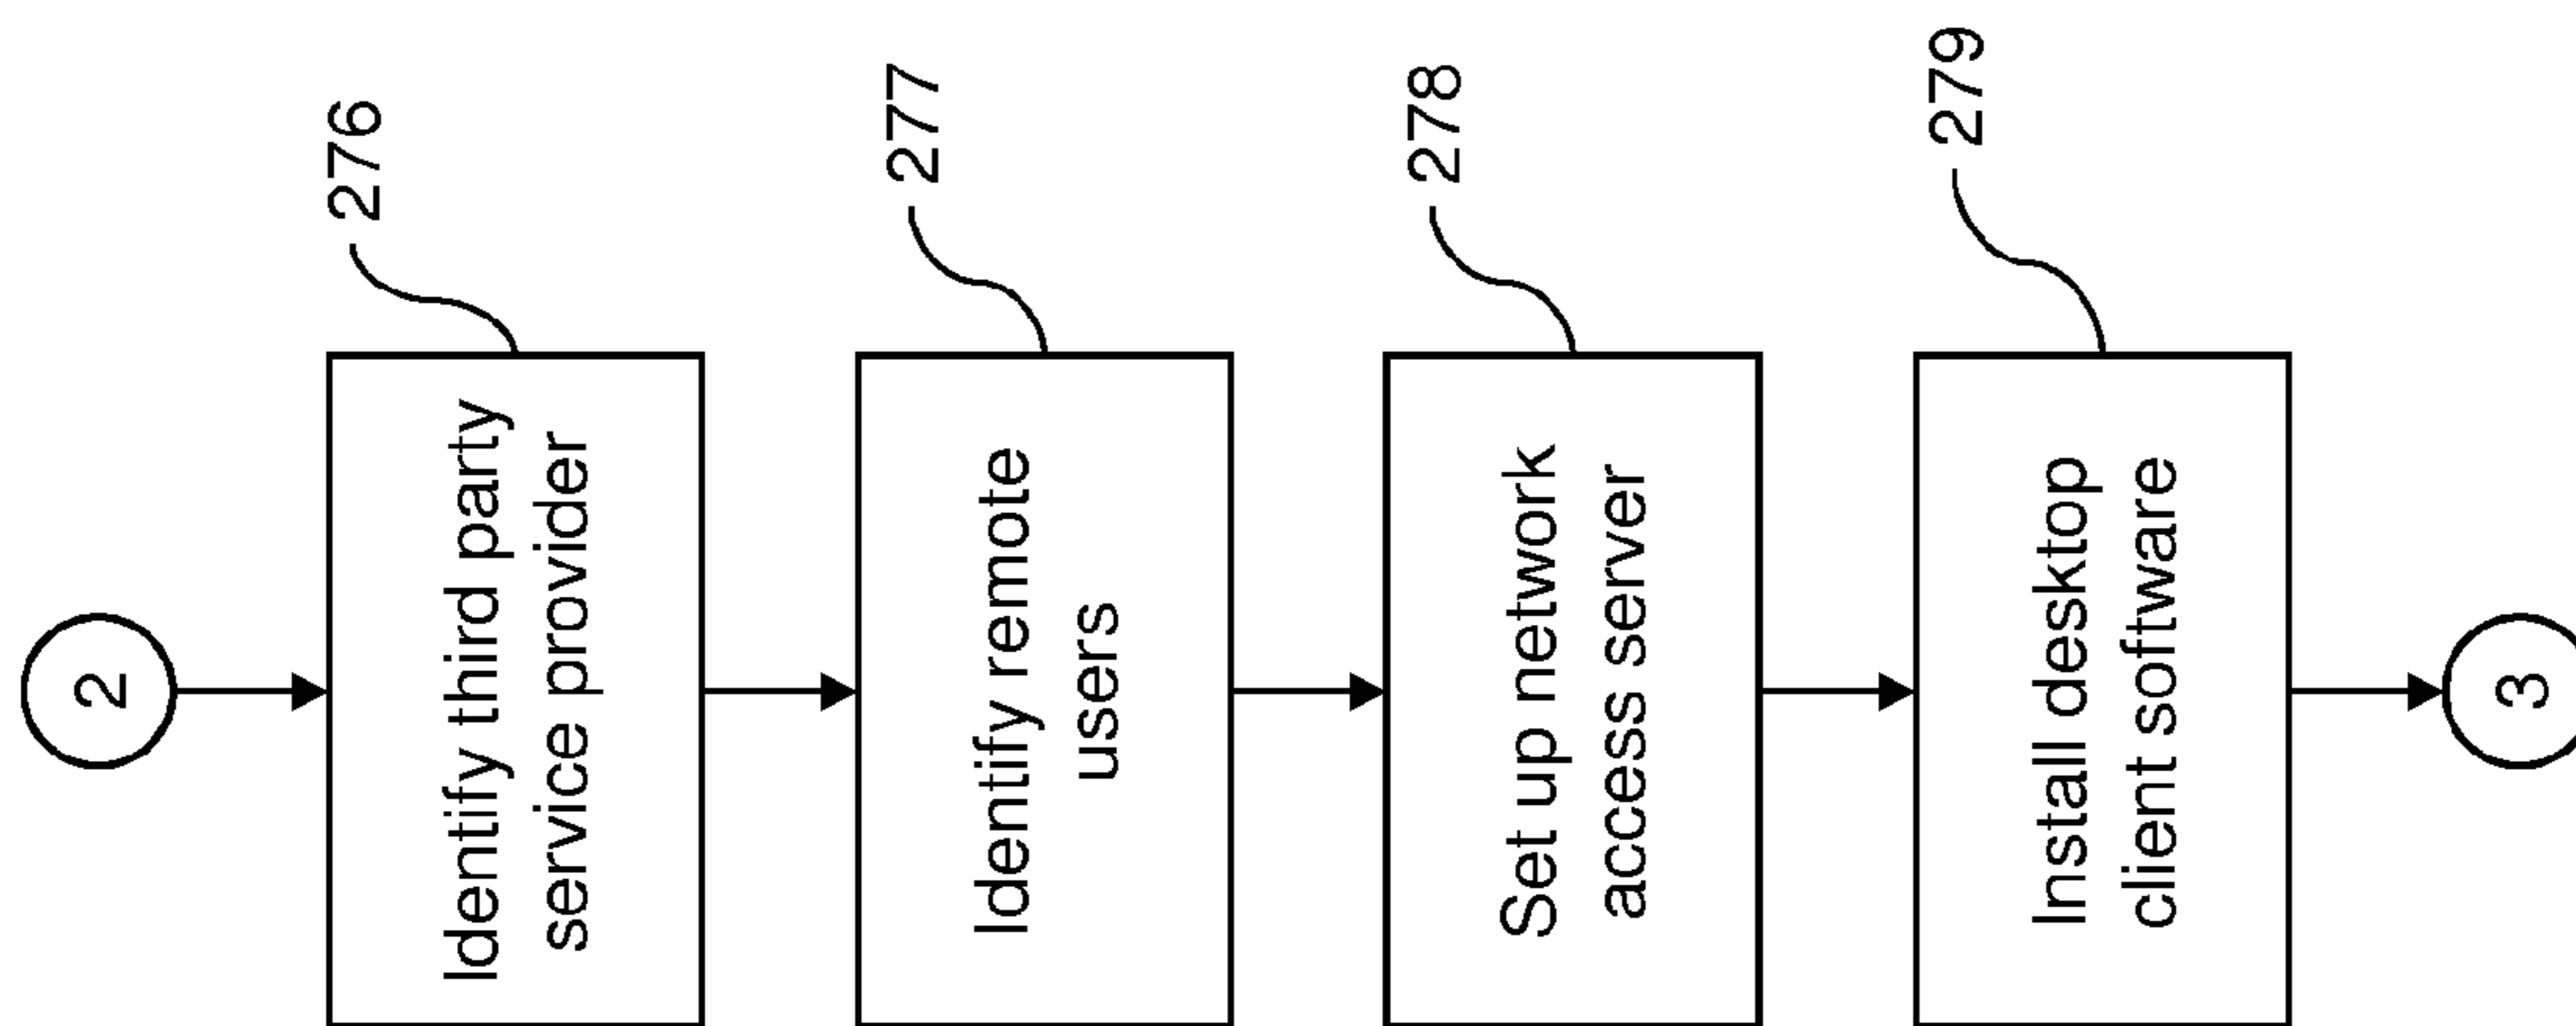 2
276
Identify third party
service provider
277
Identify remote
users
278
Set up network
access server
279
Install desktop
client software
3